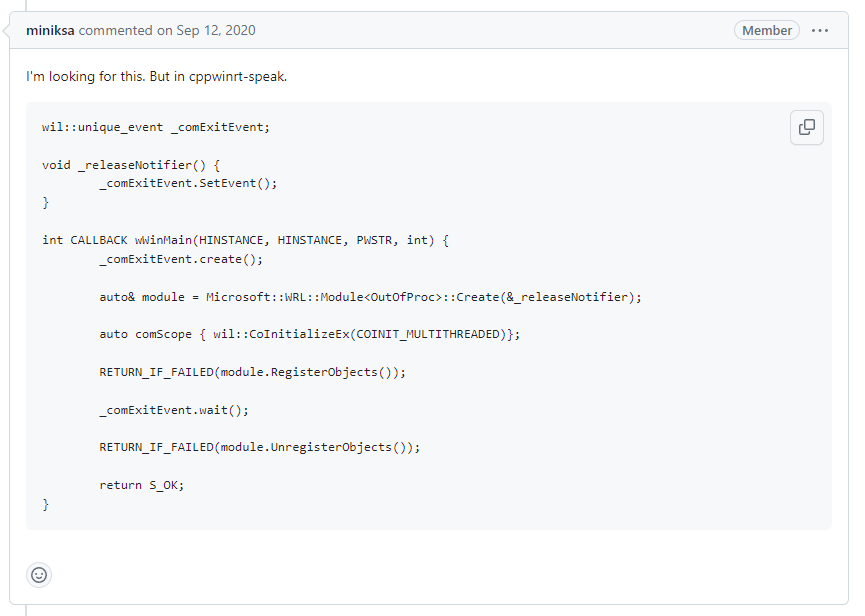 miniksa commented on Sep 12, 2020 Member
I'm looking for this. But in cppwinrt-speak.
wil::unique_event _comExitEvent;
void _releaseNotifier() {
_comExitEvent.SetEvent();
}
int CALLBACK wWinMain(HINSTANCE, HINSTANCE, PWSTR, int) {
_comExitEvent.create();
auto& module = Microsoft::WRL::Module<OutOfProc>::Create(&_releaseNotifier);
auto comScope { wil::CoInitializeEx(COINIT_MULTITHREADED)};
RETURN_IF_FAILED(module.RegisterObjects());
_comExitEvent.wait();
RETURN_IF_FAILED(module.UnregisterObjects());
return S_OK;
}